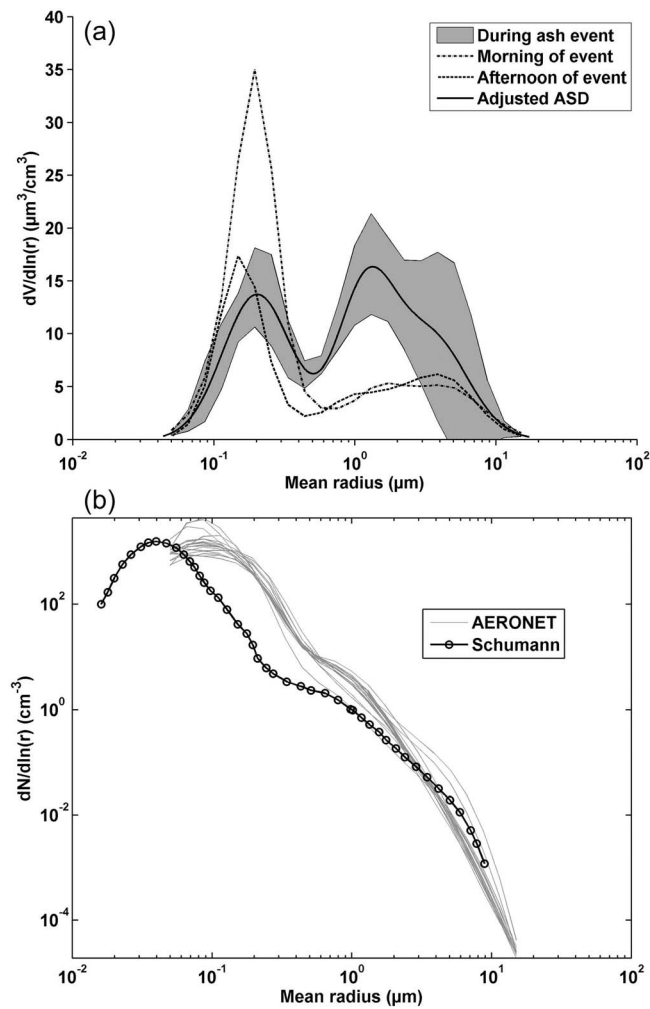 (a)
40
35
30
25
20
15
10
5
0
dV/dln(r) (μm³/cm³)
During ash event
Morning of event
Afternoon of event
Adjusted ASD
10⁻² 10⁻¹ 10⁰ 10¹ 10²
Mean radius (μm)
(b)
10²
10⁰
10⁻²
10⁻⁴
dN/dln(r) (cm⁻³)
AERONET
Schumann
10⁻² 10⁻¹ 10⁰ 10¹ 10²
Mean radius (μm)